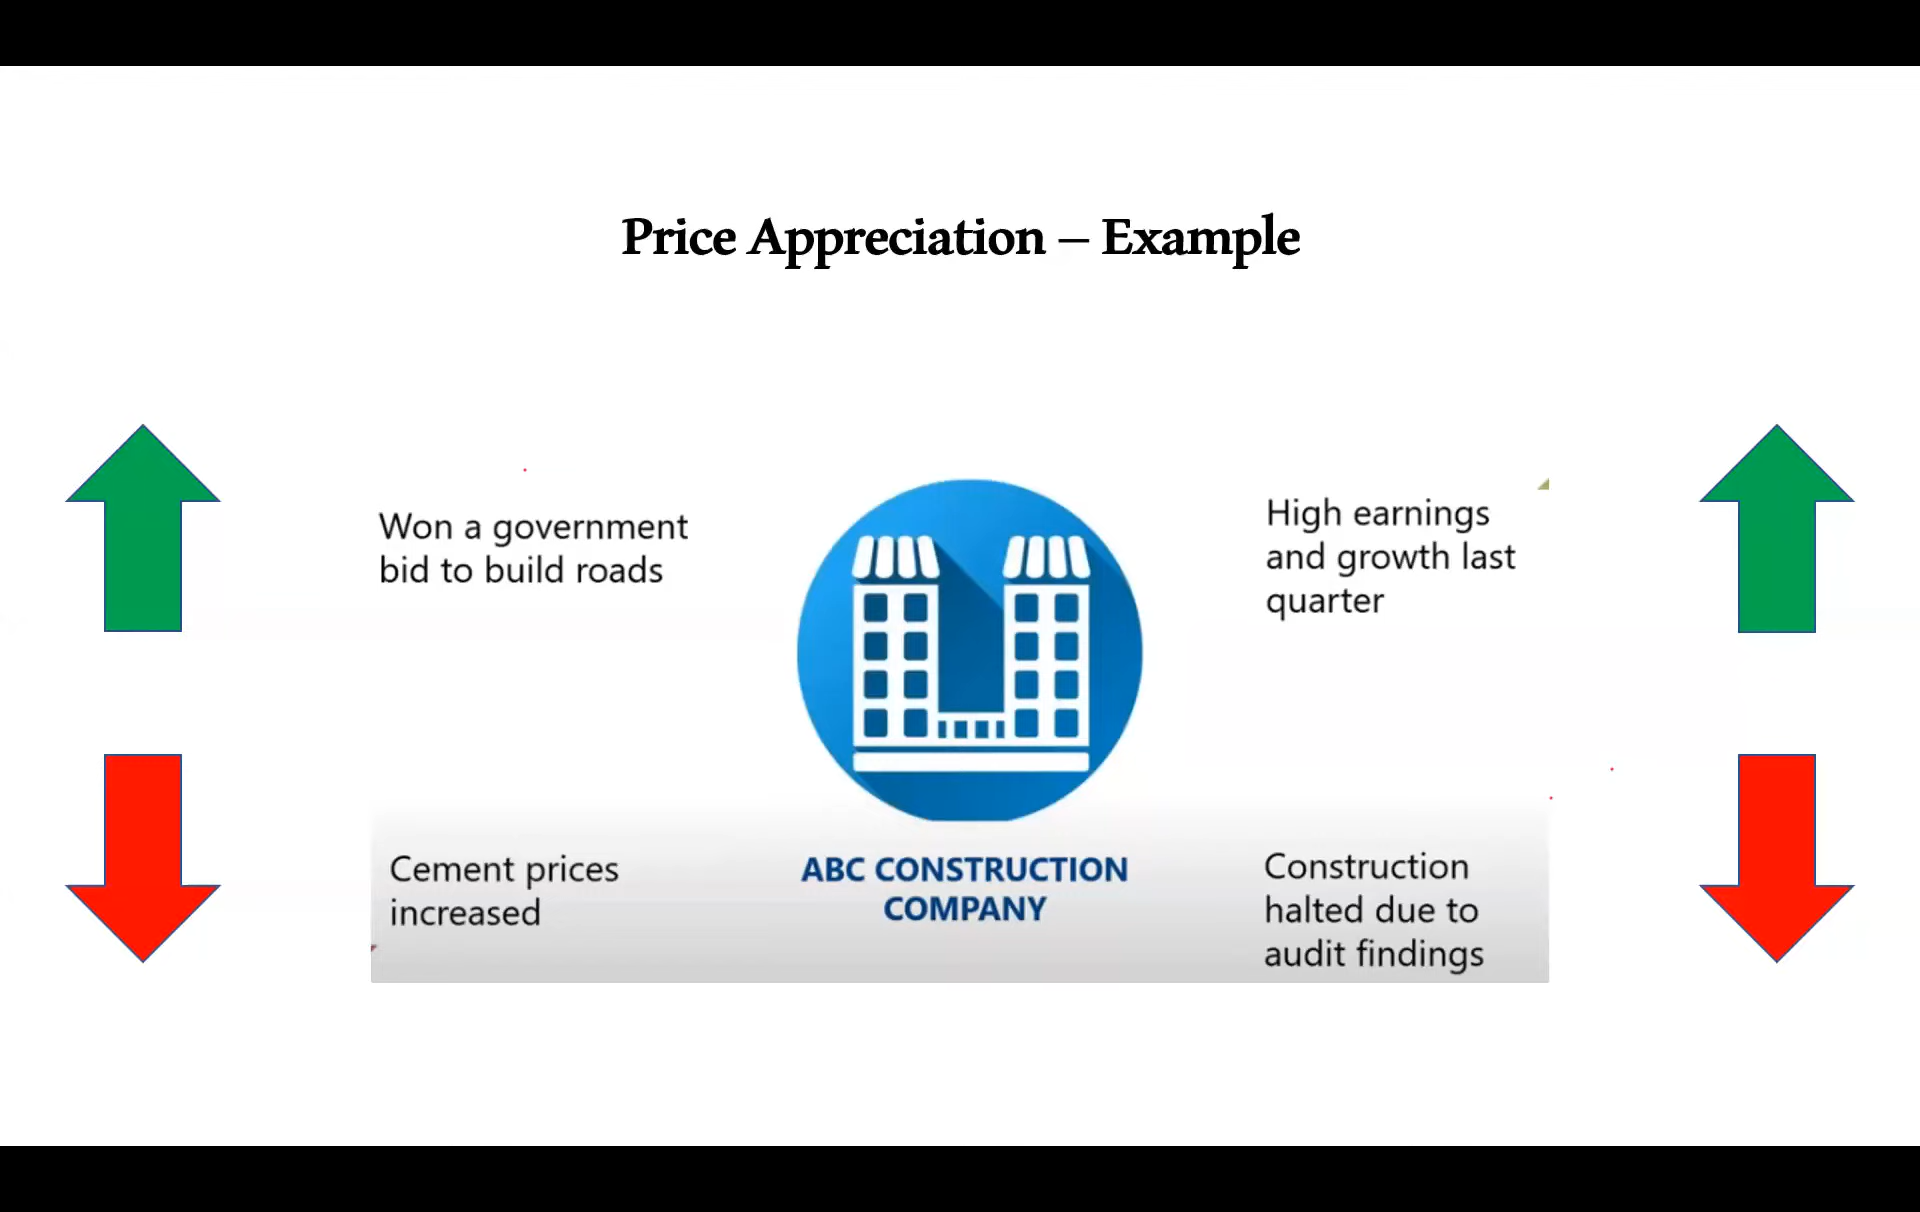 Price Appreciation – Example
Won a government
bid to build roads
High earnings
and growth last
quarter
Cement prices
increased
ABC CONSTRUCTION
COMPANY
Construction
halted due to
audit findings